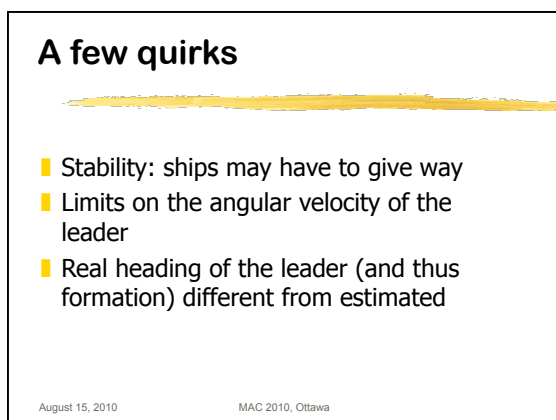 A few quirks
Stability: ships may have to give way
Limits on the angular velocity of the
leader
Real heading of the leader (and thus
formation) different from estimated
August 15, 2010
MAC 2010, Ottawa